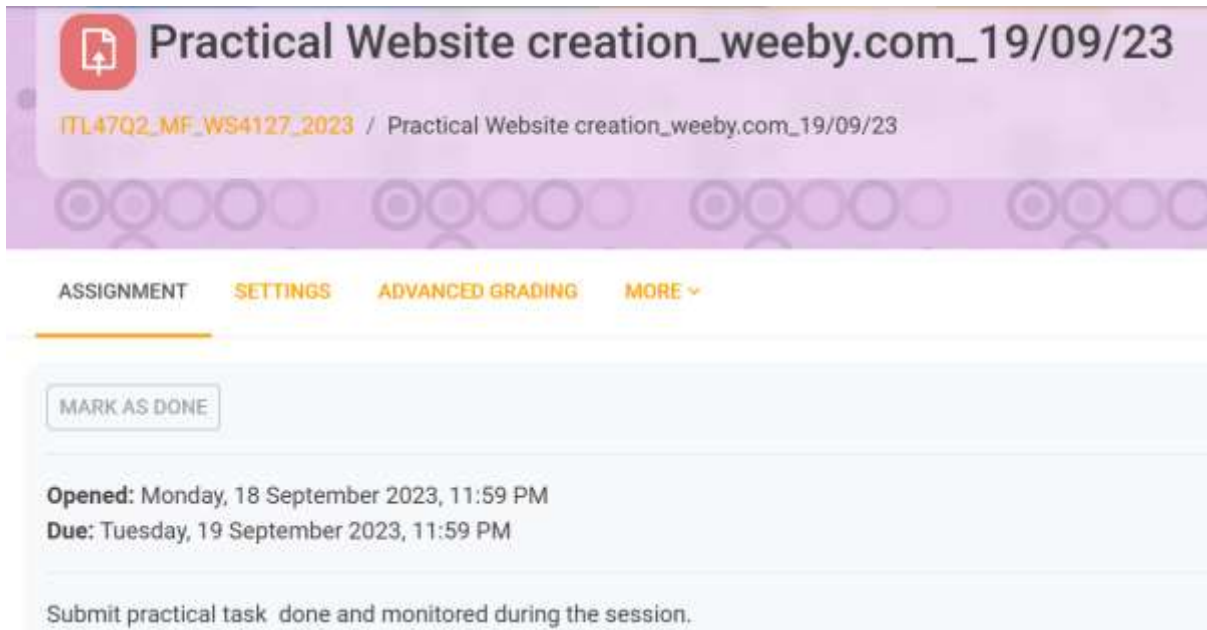 Practical Website creation_weeby.com_19/09/23
ITL47Q2_MF_WS4127_2023 / Practical Website creation_weeby.com_19/09/23
ASSIGNMENT SETTINGS ADVANCED GRADING MORE
MARK AS DONE
Opened: Monday, 18 September 2023, 11:59 PM
Due: Tuesday, 19 September 2023, 11:59 PM
Submit practical task done and monitored during the session.